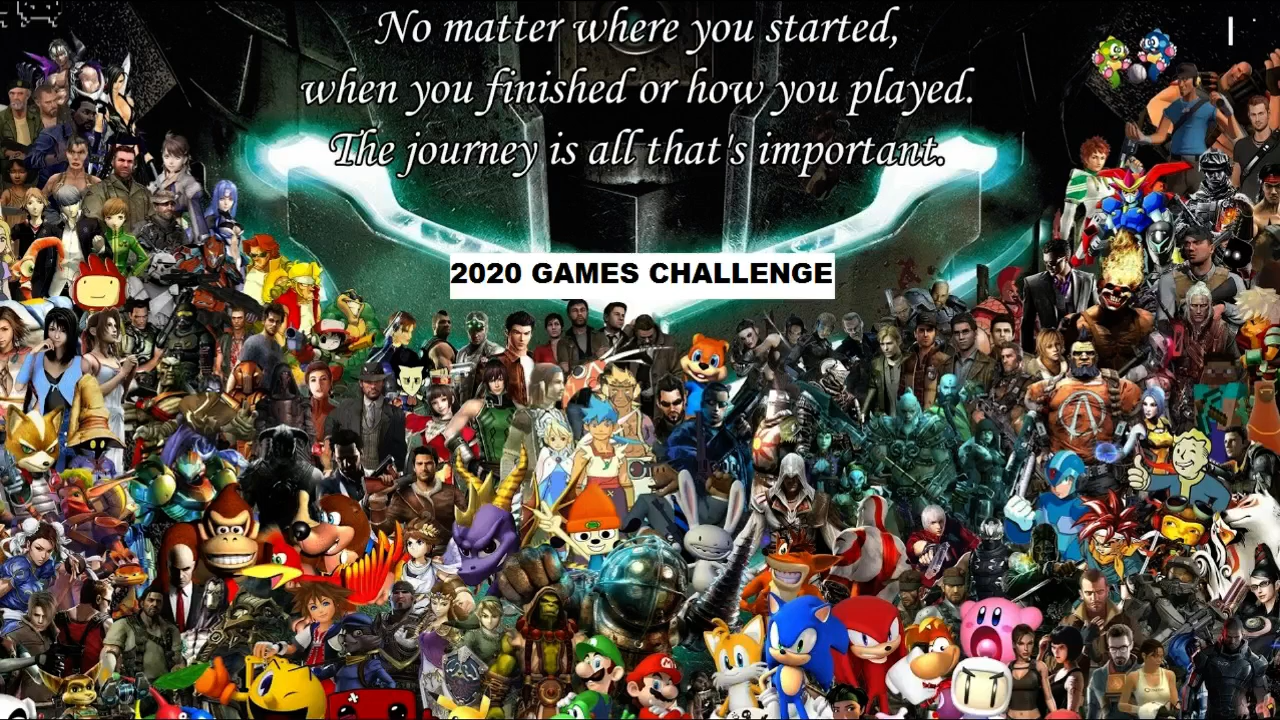 No matter where you started,
when you finished or how you played.
The journey is all that's important.
2020 GAMES CHALLENGE